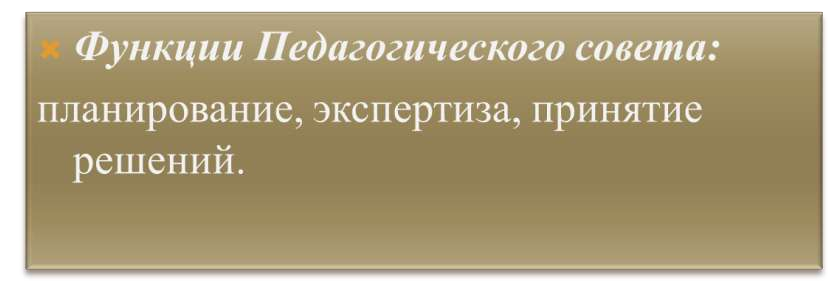 Функции Педагогического совета:
планирование, экспертиза, принятие
решений.